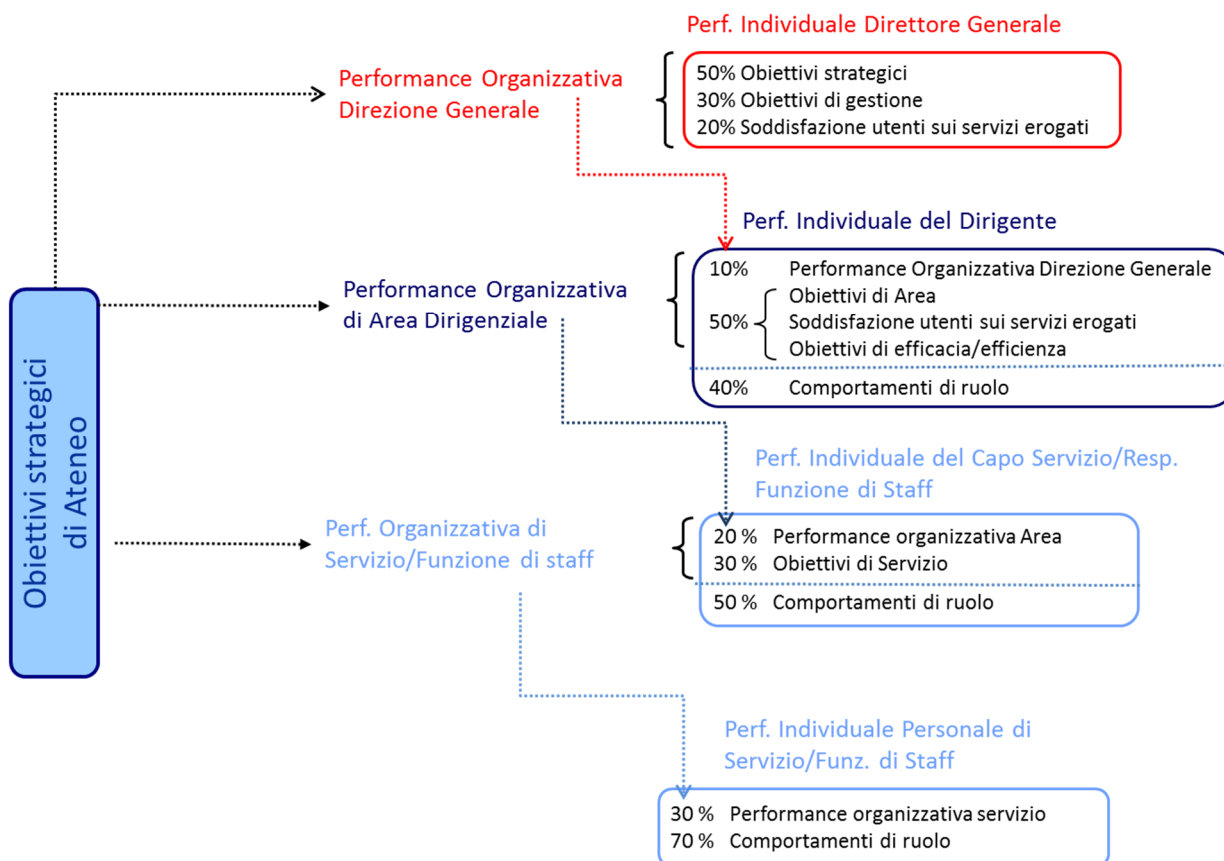 Perf. Individuale Direttore Generale
Performance Organizzativa
Direzione Generale
50% Obiettivi strategici
30% Obiettivi di gestione
20% Soddisfazione utenti sui servizi erogati
Perf. Individuale del Dirigente
Performance Organizzativa
di Area Dirigenziale
10% Performance Organizzativa Direzione Generale
Obiettivi di Area
50% Soddisfazione utenti sui servizi erogati
Obiettivi di efficacia/efficienza
40% Comportamenti di ruolo
Obiettivi strategici
di Ateneo
Perf. Individuale del Capo Servizio/Resp.
Funzione di Staff
Perf. Organizzativa di
Servizio/Funzione di staff
20 % Performance organizzativa Area
30 % Obiettivi di Servizio
50 % Comportamenti di ruolo
Perf. Individuale Personale di
Servizio/Funz. di Staff
30 % Performance organizzativa servizio
70 % Comportamenti di ruolo